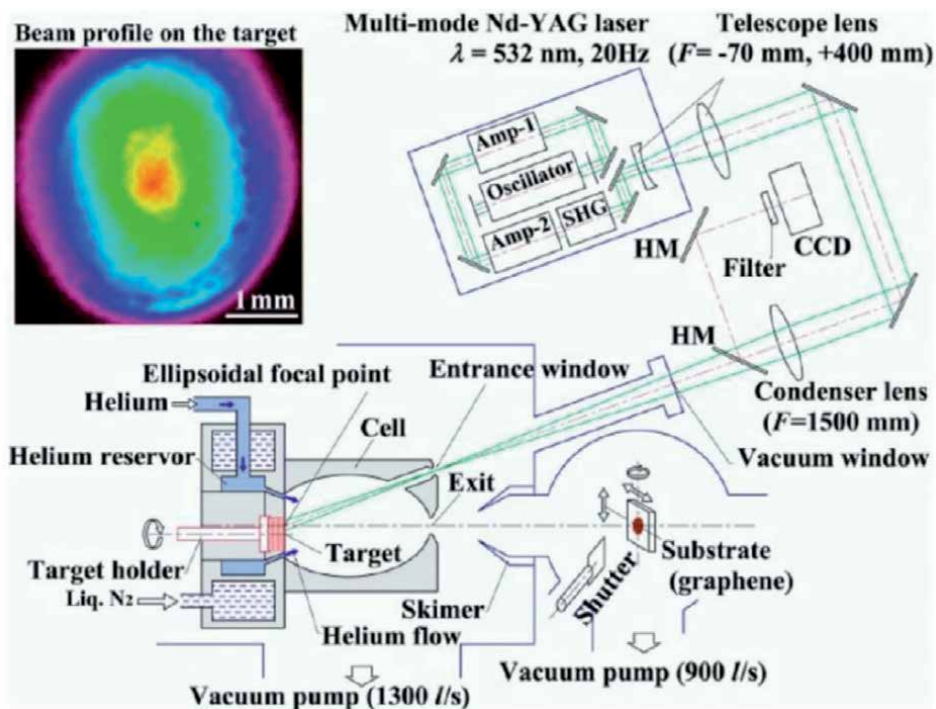 Beam profile on the target
1 mm
Multi-mode Nd-YAG laser
λ = 532 nm, 20Hz
Telescope lens
(F= -70 mm, +400 mm)
Amp-1
Oscillator
Amp-2
SHG
HM
Filter
CCD
HM
Condenser lens
(F=1500 mm)
Vacuum window
Ellipsoidal focal point
Entrance window
Helium
Cell
Helium reservor
Exit
Target
Target holder
Liq. N2
Helium flow
Skimer
Shutter
Substrate
(graphene)
Vacuum pump (1300 l/s)
Vacuum pump (900 l/s)